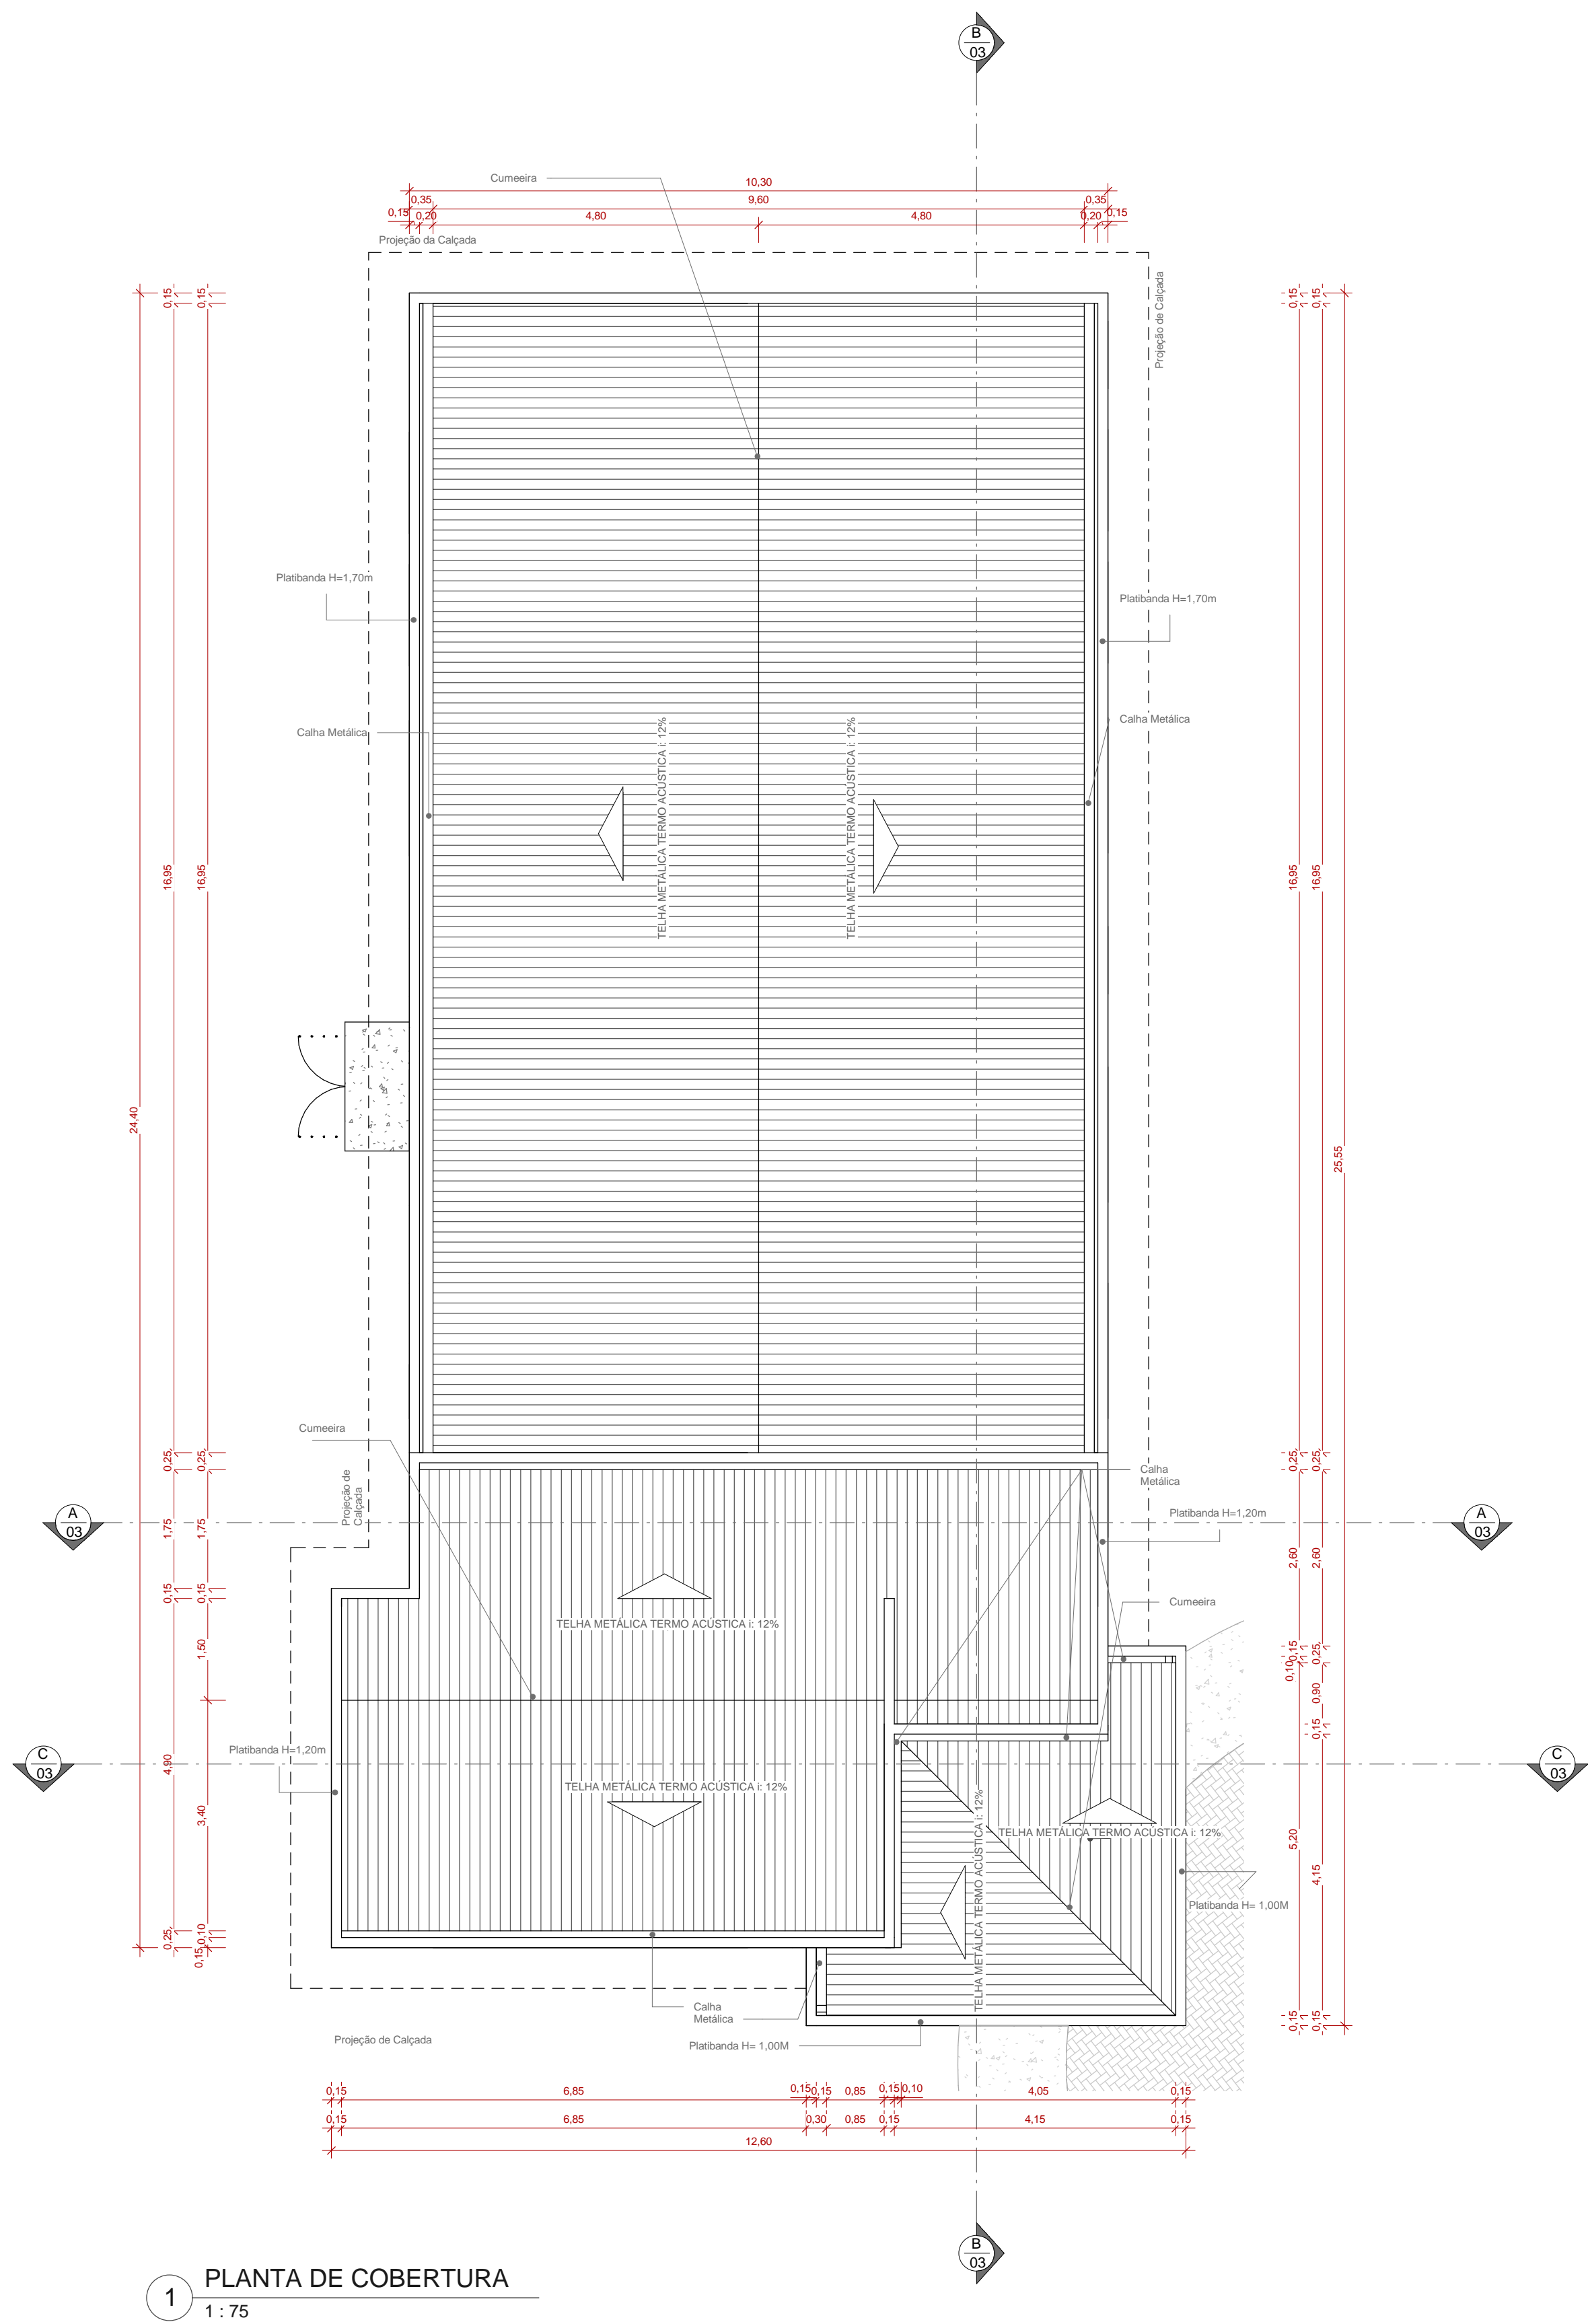 B
03
Cumeeira
10,30
0,35
9,60
0,35
0,15
0,20
4,80
4,80
0,20
0,15
Projeção da Calçada
Projeção de Calçada
0,15
0,15
0,15
0,15
Platibanda H=1,70m
Platibanda H=1,70m
Calha Metálica
Calha Metálica
TELHA METÁLICA TERMO ACÚSTICA i: 12%
TELHA METÁLICA TERMO ACÚSTICA i: 12%
16,95
16,95
16,95
16,95
24,40
25,55
Cumeeira
0,25
0,25
0,25
0,25
Projeção de
Calçada
Calha
Metálica
Platibanda H=1,20m
A
03
A
03
1,75
1,75
2,60
2,60
0,15
0,15
Cumeeira
TELHA METÁLICA TERMO ACÚSTICA i: 12%
1,50
0,15
0,25
0,10
0,90
0,15
Platibanda H=1,20m
C
03
C
03
4,90
TELHA METÁLICA TERMO ACÚSTICA i: 12%
3,40
TELHA METÁLICA TERMO ACÚSTICA i: 12%
TELHA METÁLICA TERMO ACÚSTICA i: 12%
5,20
4,15
Platibanda H= 1,00M
0,25
0,10
0,15
Calha
Metálica
0,15
0,15
Projeção de Calçada
Platibanda H= 1,00M
0,15
6,85
0,15
0,15
0,85
0,15
0,10
4,05
0,15
0,15
6,85
0,30
0,85
0,15
4,15
0,15
12,60
B
03
1
PLANTA DE COBERTURA
1 : 75